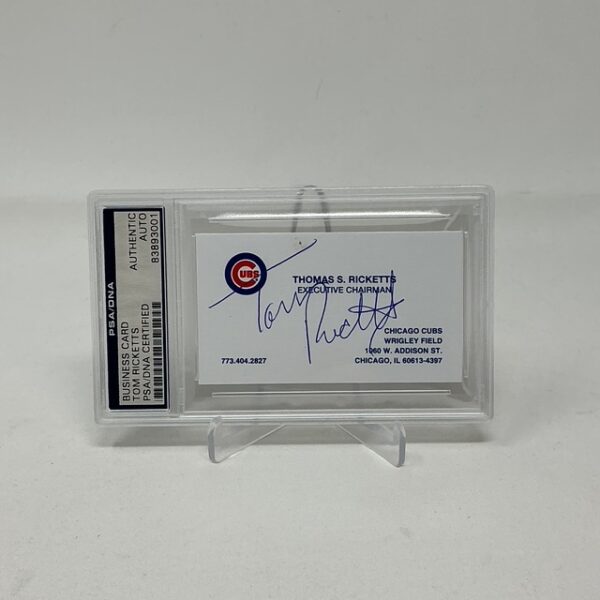 PSA/DNA
BUSINESS CARD
TOM RICKETTS
PSA/DNA CERTIFIED
AUTHENTIC
AUTO
83893001
CUBS
THOMAS S. RICKETTS
EXECUTIVE CHAIRMAN
Tom Ricketts
CHICAGO CUBS
WRIGLEY FIELD
1060 W. ADDISON ST.
CHICAGO, IL 60613-4397
773.404.2827